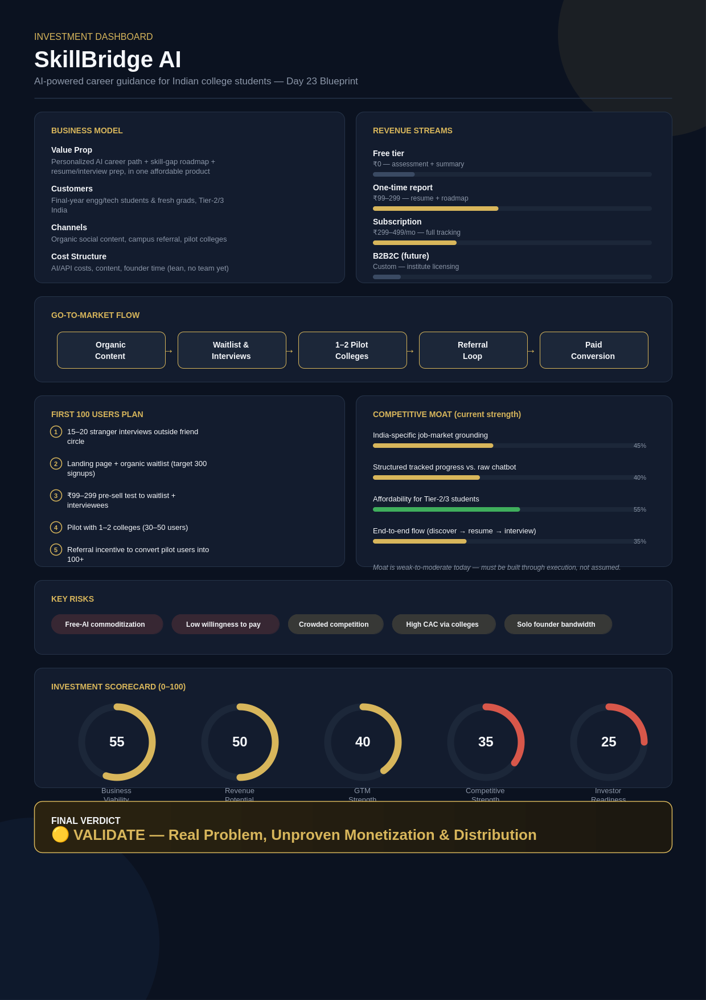 INVESTMENT DASHBOARD
SkillBridge AI
AI-powered career guidance for Indian college students — Day 23 Blueprint
BUSINESS MODEL
Value Prop
Personalized AI career path + skill-gap roadmap +
resume/interview prep, in one affordable product
Customers
Final-year engg/tech students & fresh grads, Tier-2/3
India
Channels
Organic social content, campus referral, pilot colleges
Cost Structure
AI/API costs, content, founder time (lean, no team yet)
REVENUE STREAMS
Free tier
₹0 — assessment + summary
One-time report
₹99–299 — resume + roadmap
Subscription
₹299–499/mo — full tracking
B2B2C (future)
Custom — institute licensing
GO-TO-MARKET FLOW
Organic
Content
→
Waitlist &
Interviews
→
1–2 Pilot
Colleges
→
Referral
Loop
→
Paid
Conversion
FIRST 100 USERS PLAN
1 15–20 stranger interviews outside friend
circle
2 Landing page + organic waitlist (target 300
signups)
3 ₹99–299 pre-sell test to waitlist +
interviewees
4 Pilot with 1–2 colleges (30–50 users)
5 Referral incentive to convert pilot users into
100+
COMPETITIVE MOAT (current strength)
India-specific job-market grounding
45%
Structured tracked progress vs. raw chatbot
40%
Affordability for Tier-2/3 students
55%
End-to-end flow (discover → resume → interview)
35%
Moat is weak-to-moderate today — must be built through execution, not assumed.
KEY RISKS
Free-AI commoditization
Low willingness to pay
Crowded competition
High CAC via colleges
Solo founder bandwidth
INVESTMENT SCORECARD (0–100)
55
Business
Viability
50
Revenue
Potential
40
GTM
Strength
35
Competitive
Strength
25
Investor
Readiness
FINAL VERDICT
🟡 VALIDATE — Real Problem, Unproven Monetization & Distribution